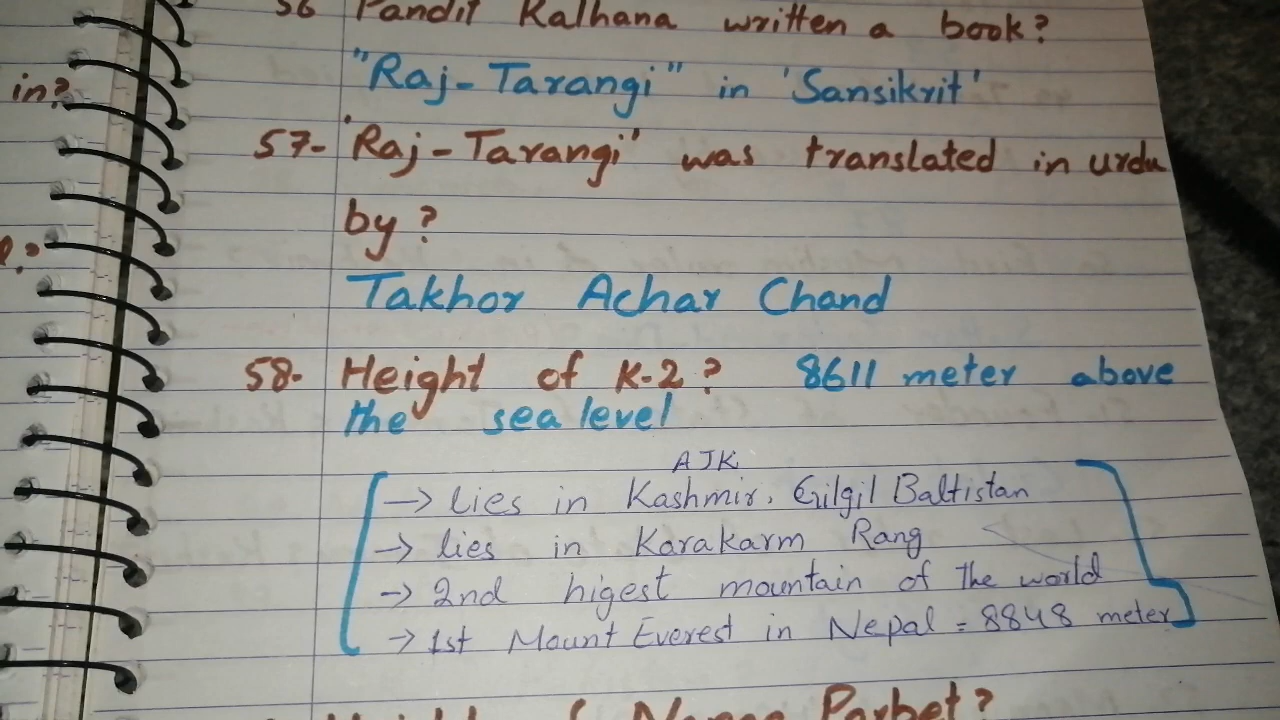 56 Pandit Kalhana written a book?
"Raj-Tarangi" in 'Sansikrit'
in?
57- 'Raj-Tarangi' was translated in urdu
by?
Takhor Achar Chand
58- Height of K-2? 8611 meter above
the sea level
AJK
→ lies in Kashmir, Gilgil Baltistan
→ lies in Karakarm Rang
→ 2nd higest mountain of the world
→ 1st Mount Everest in Nepal = 8848 meter
Parbet?